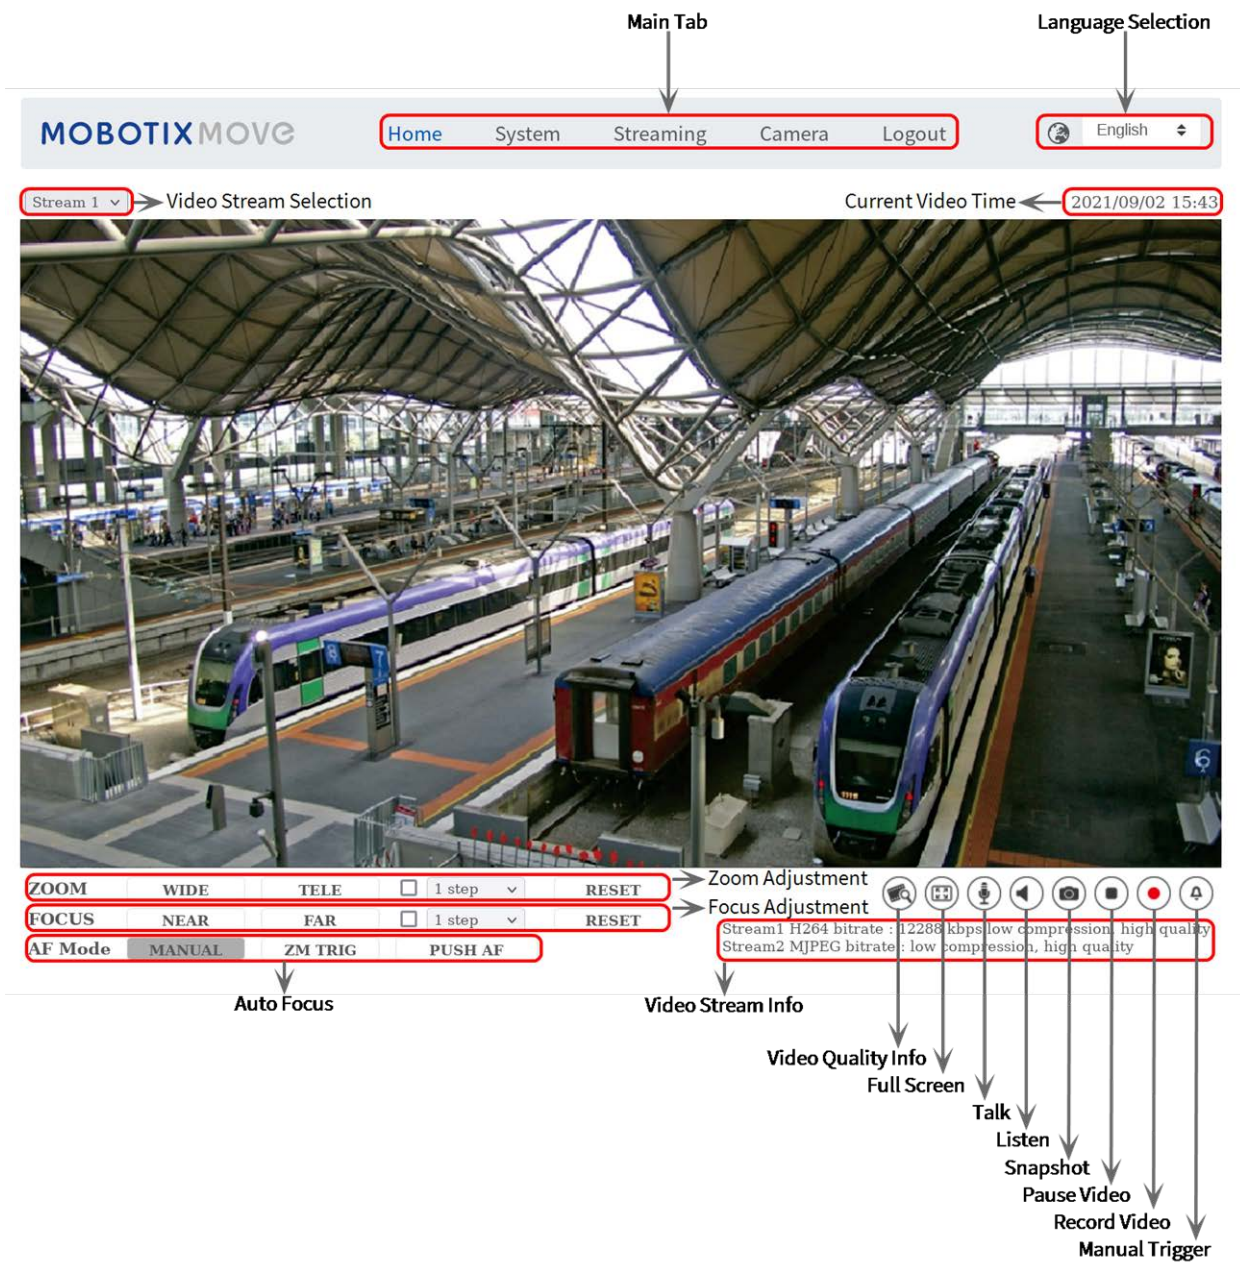 Main Tab
Language Selection
MOBOTIX MOVE
Home System Streaming Camera Logout
English
Stream 1
Video Stream Selection
Current Video Time
2021/09/02 15:43
ZOOM WIDE TELE 1 step RESET
Zoom Adjustment
FOCUS NEAR FAR 1 step RESET
Focus Adjustment
AF Mode MANUAL ZM TRIG PUSH AF
Stream1 H264 bitrate : 12288 kbps low compression, high quality
Stream2 MJPEG bitrate : low compression, high quality
Auto Focus
Video Stream Info
Video Quality Info
Full Screen
Talk
Listen
Snapshot
Pause Video
Record Video
Manual Trigger